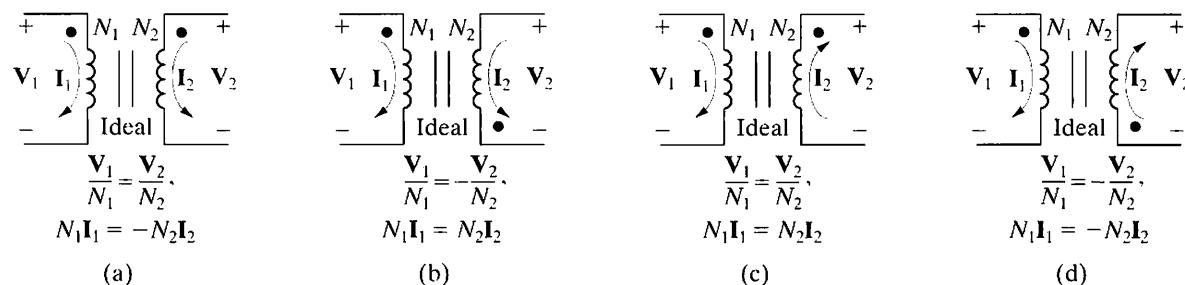 + N₁ N₂ + + N₁ N₂ + + N₁ N₂ + + N₁ N₂ +
V₁ I₁ I₂ V₂ V₁ I₁ I₂ V₂ V₁ I₁ I₂ V₂ V₁ I₁ I₂ V₂
− Ideal − − Ideal − − Ideal − − Ideal −
V₁/N₁ = V₂/N₂, V₁/N₁ = −V₂/N₂, V₁/N₁ = V₂/N₂, V₁/N₁ = −V₂/N₂,
N₁I₁ = −N₂I₂ N₁I₁ = N₂I₂ N₁I₁ = N₂I₂ N₁I₁ = −N₂I₂
(a) (b) (c) (d)